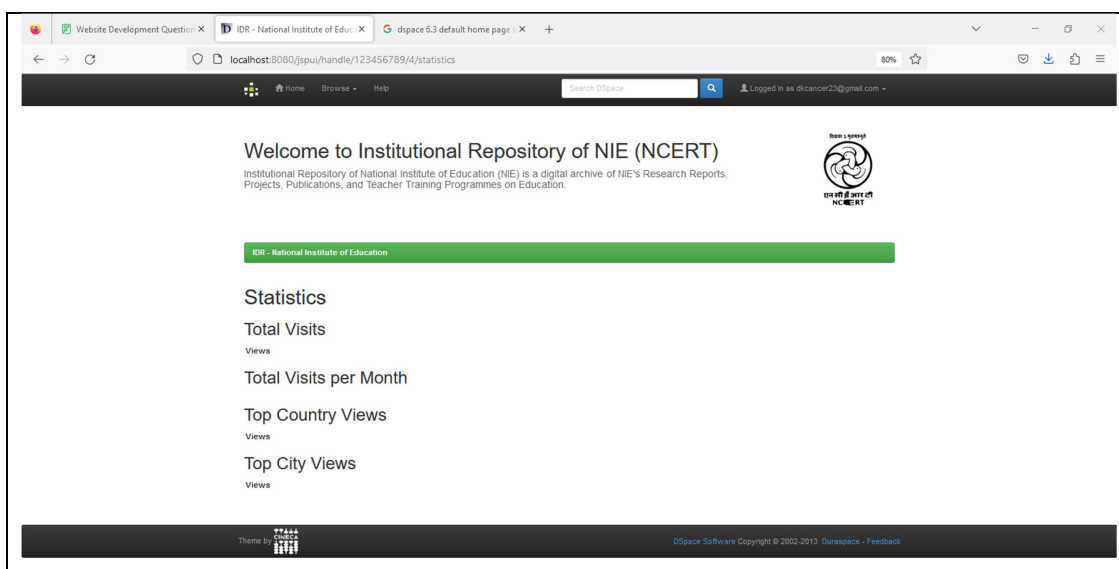 Website Development Question
IDR - National Institute of Educ
dspace 6.3 default home page s
localhost:8080/jspui/handle/123456789/4/statistics
80%
Home Browse Help
Search DSpace
Logged in as dkcancer23@gmail.com
Welcome to Institutional Repository of NIE (NCERT)
Institutional Repository of National Institute of Education (NIE) is a digital archive of NIE's Research Reports,
Projects, Publications, and Teacher Training Programmes on Education.
एन सी ई आर टी
NCERT
IDR - National Institute of Education
Statistics
Total Visits
Views
Total Visits per Month
Top Country Views
Views
Top City Views
Views
Theme by CINECA
DSpace Software Copyright © 2002-2013 Duraspace - Feedback